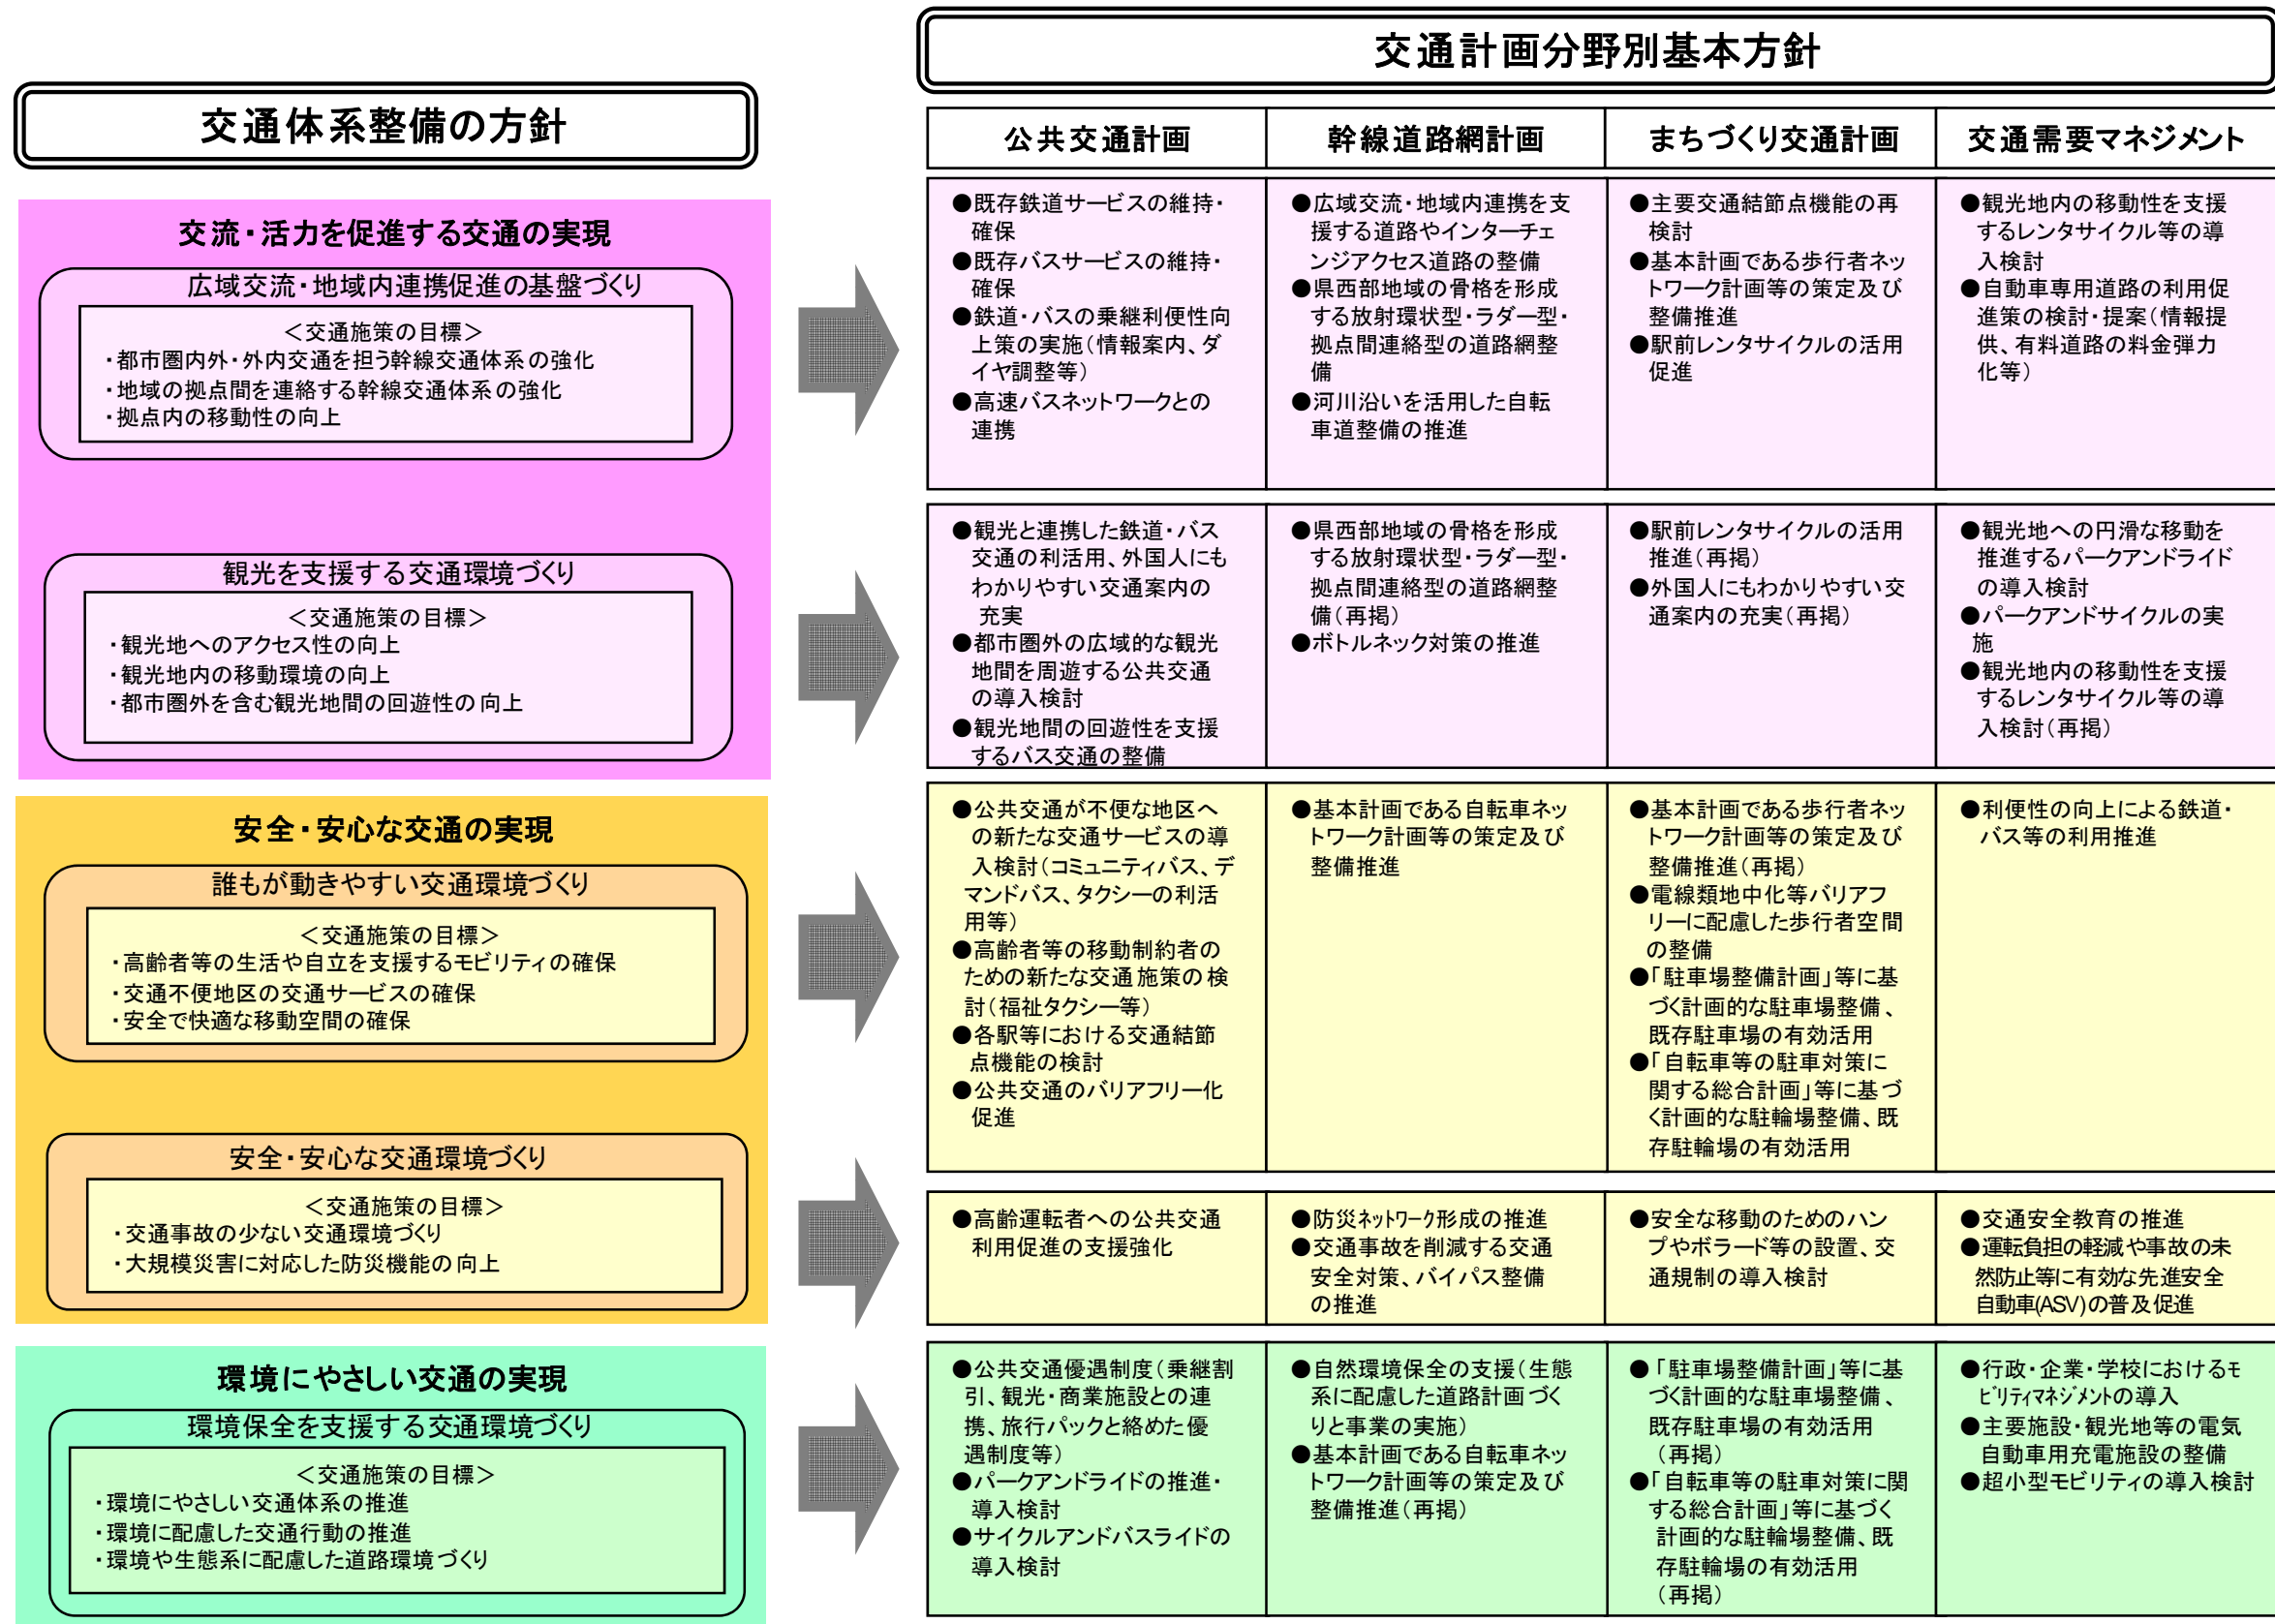 交通計画分野別基本方針
交通体系整備の方針
公共交通計画
幹線道路網計画
まちづくり交通計画
交通需要マネジメント
交流・活力を促進する交通の実現
広域交流・地域内連携促進の基盤づくり
＜交通施策の目標＞
・都市圏内外・外内交通を担う幹線交通体系の強化
・地域の拠点間を連絡する幹線交通体系の強化
・拠点内の移動性の向上
●既存鉄道サービスの維持・
確保
●既存バスサービスの維持・
確保
●鉄道・バスの乗継利便性向
上策の実施（情報案内、ダ
イヤ調整等）
●高速バスネットワークとの
連携
●広域交流・地域内連携を支
援する道路やインターチェ
ンジアクセス道路の整備
●県西部地域の骨格を形成
する放射環状型・ラダー型・
拠点間連絡型の道路網整
備
●河川沿いを活用した自転
車道整備の推進
●主要交通結節点機能の再
検討
●基本計画である歩行者ネッ
トワーク計画等の策定及び
整備推進
●駅前レンタサイクルの活用
促進
●観光地内の移動性を支援
するレンタサイクル等の導
入検討
●自動車専用道路の利用促
進策の検討・提案（情報提
供、有料道路の料金弾力
化等）
観光を支援する交通環境づくり
＜交通施策の目標＞
・観光地へのアクセス性の向上
・観光地内の移動環境の向上
・都市圏外を含む観光地間の回遊性の向上
●観光と連携した鉄道・バス
交通の利活用、外国人にも
わかりやすい交通案内の
充実
●都市圏外の広域的な観光
地間を周遊する公共交通
の導入検討
●観光地間の回遊性を支援
するバス交通の整備
●県西部地域の骨格を形成
する放射環状型・ラダー型・
拠点間連絡型の道路網整
備（再掲）
●ボトルネック対策の推進
●駅前レンタサイクルの活用
推進（再掲）
●外国人にもわかりやすい交
通案内の充実（再掲）
●観光地への円滑な移動を
推進するパークアンドライド
の導入検討
●パークアンドサイクルの実
施
●観光地内の移動性を支援
するレンタサイクル等の導
入検討（再掲）
安全・安心な交通の実現
誰もが動きやすい交通環境づくり
＜交通施策の目標＞
・高齢者等の生活や自立を支援するモビリティの確保
・交通不便地区の交通サービスの確保
・安全で快適な移動空間の確保
●公共交通が不便な地区へ
の新たな交通サービスの導
入検討（コミュニティバス、デ
マンドバス、タクシーの利活
用等）
●高齢者等の移動制約者の
ための新たな交通施策の検
討（福祉タクシー等）
●各駅等における交通結節
点機能の検討
●公共交通のバリアフリー化
促進
●基本計画である自転車ネッ
トワーク計画等の策定及び
整備推進
●基本計画である歩行者ネッ
トワーク計画等の策定及び
整備推進（再掲）
●電線類地中化等バリアフ
リーに配慮した歩行者空間
の整備
●「駐車場整備計画」等に基
づく計画的な駐車場整備、
既存駐車場の有効活用
●「自転車等の駐車対策に
関する総合計画」等に基づ
く計画的な駐輪場整備、既
存駐輪場の有効活用
●利便性の向上による鉄道・
バス等の利用推進
安全・安心な交通環境づくり
＜交通施策の目標＞
・交通事故の少ない交通環境づくり
・大規模災害に対応した防災機能の向上
●高齢運転者への公共交通
利用促進の支援強化
●防災ネットワーク形成の推進
●交通事故を削減する交通
安全対策、バイパス整備
の推進
●安全な移動のためのハン
プやボラード等の設置、交
通規制の導入検討
●交通安全教育の推進
●運転負担の軽減や事故の未
然防止等に有効な先進安全
自動車(ASV)の普及促進
環境にやさしい交通の実現
環境保全を支援する交通環境づくり
＜交通施策の目標＞
・環境にやさしい交通体系の推進
・環境に配慮した交通行動の推進
・環境や生態系に配慮した道路環境づくり
●公共交通優遇制度（乗継割
引、観光・商業施設との連
携、旅行パックと絡めた優
遇制度等）
●パークアンドライドの推進・
導入検討
●サイクルアンドバスライドの
導入検討
●自然環境保全の支援（生態
系に配慮した道路計画づく
りと事業の実施）
●基本計画である自転車ネッ
トワーク計画等の策定及び
整備推進（再掲）
●「駐車場整備計画」等に基
づく計画的な駐車場整備、
既存駐車場の有効活用
（再掲）
●「自転車等の駐車対策に関
する総合計画」等に基づく
計画的な駐輪場整備、既
存駐輪場の有効活用
（再掲）
●行政・企業・学校におけるモ
ビリティマネジメントの導入
●主要施設・観光地等の電気
自動車用充電施設の整備
●超小型モビリティの導入検討